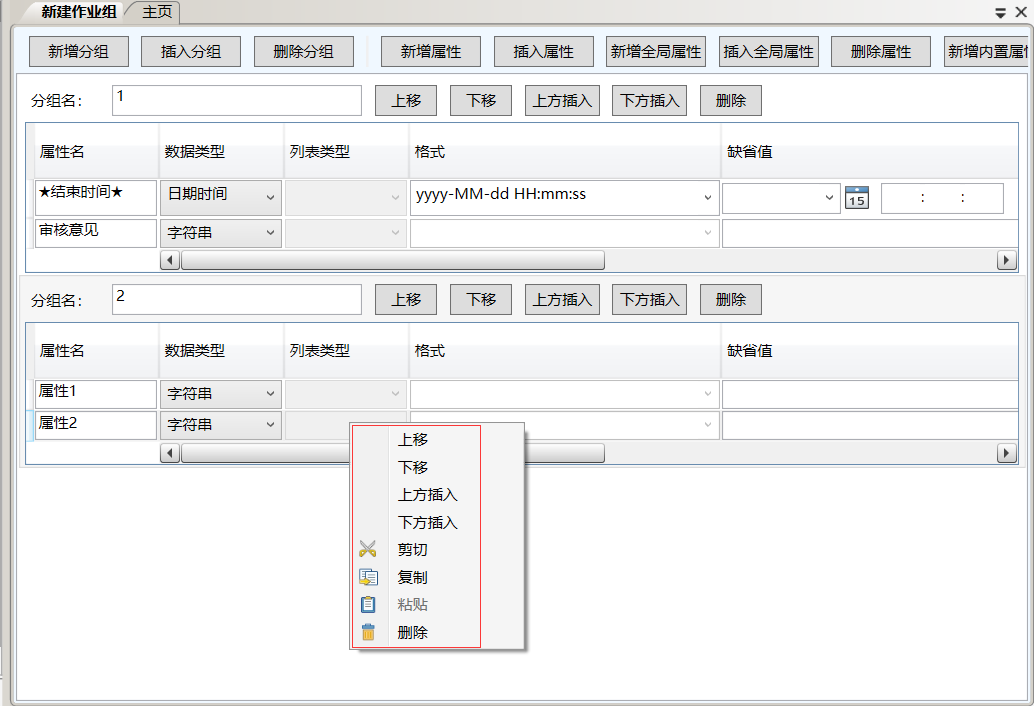 新建作业组 主页
新增分组 插入分组 删除分组 新增属性 插入属性 新增全局属性 插入全局属性 删除属性 新增内置属
分组名： 1 上移 下移 上方插入 下方插入 删除
属性名 数据类型 列表类型 格式 缺省值
★结束时间★ 日期时间 yyyy-MM-dd HH:mm:ss 15 : :
审核意见 字符串
分组名： 2 上移 下移 上方插入 下方插入 删除
属性名 数据类型 列表类型 格式 缺省值
属性1 字符串
属性2 字符串
上移
下移
上方插入
下方插入
剪切
复制
粘贴
删除